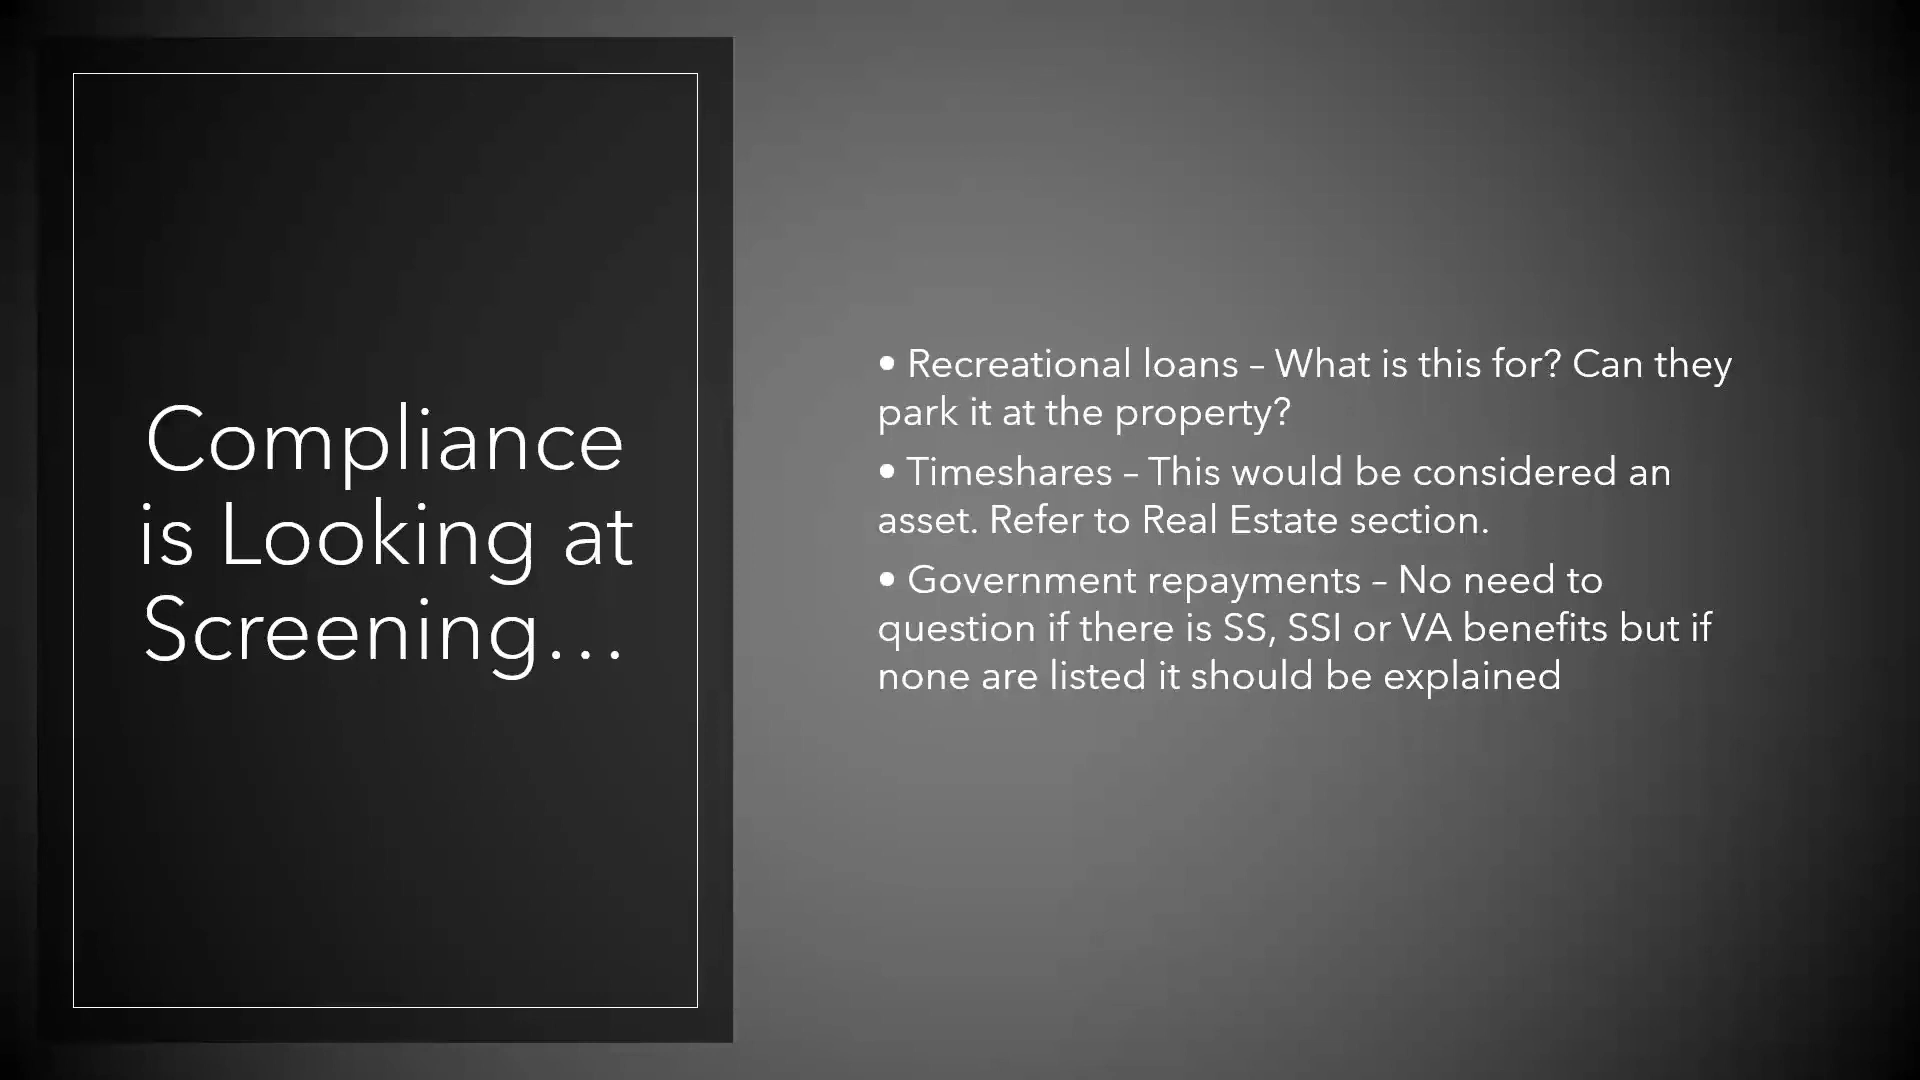 Compliance
is Looking at
Screening...
• Recreational loans – What is this for? Can they
park it at the property?
• Timeshares – This would be considered an
asset. Refer to Real Estate section.
• Government repayments – No need to
question if there is SS, SSI or VA benefits but if
none are listed it should be explained